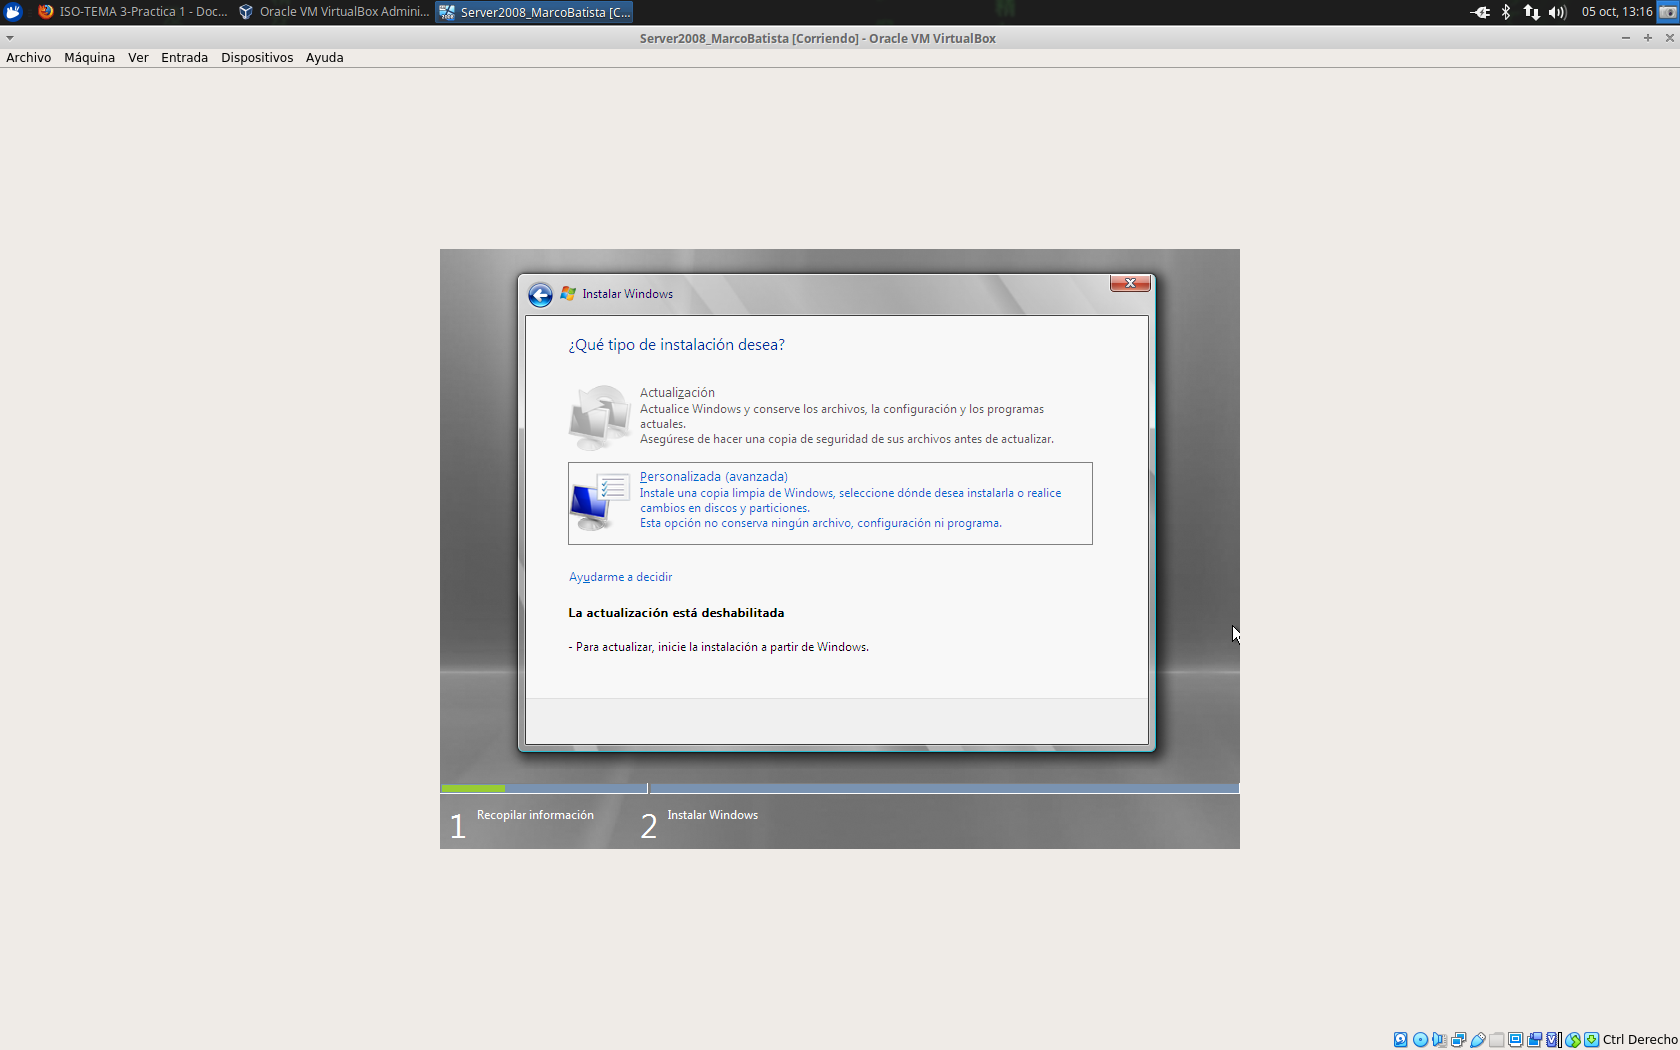 ISO-TEMA 3-Practica 1 - Doc...
Oracle VM VirtualBox Admini...
Server2008_MarcoBatista [C...
05 oct, 13:16
Server2008_MarcoBatista [Corriendo] - Oracle VM VirtualBox
Archivo Máquina Ver Entrada Dispositivos Ayuda
Instalar Windows
¿Qué tipo de instalación desea?
Actualización
Actualice Windows y conserve los archivos, la configuración y los programas
actuales.
Asegúrese de hacer una copia de seguridad de sus archivos antes de actualizar.
Personalizada (avanzada)
Instale una copia limpia de Windows, seleccione dónde desea instalarla o realice
cambios en discos y particiones.
Esta opción no conserva ningún archivo, configuración ni programa.
Ayudarme a decidir
La actualización está deshabilitada
- Para actualizar, inicie la instalación a partir de Windows.
1 Recopilar información
2 Instalar Windows
Ctrl Derecho